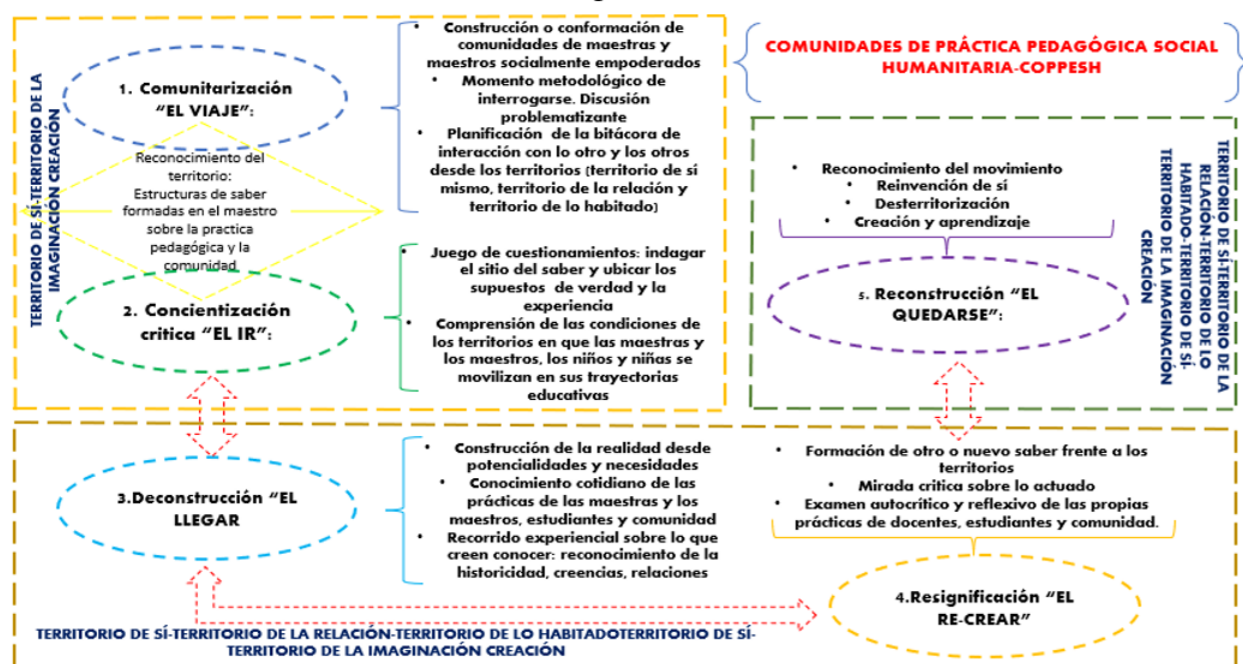 COMUNIDADES DE PRÁCTICA PEDAGÓGICA SOCIAL
HUMANITARIA-COPPESH
TERRITORIO DE SÍ-TERRITORIO DE LA
IMAGINACIÓN CREACIÓN
1. Comunitarización
"EL VIAJE":
• Construcción o conformación de
comunidades de maestras y
maestros socialmente empoderados
• Momento metodológico de
interrogarse. Discusión
problematizante
• Planificación de la bitácora de
interacción con lo otro y los otros
desde los territorios (territorio de sí
mismo, territorio de la relación y
territorio de lo habitado)
Reconocimiento del
territorio:
Estructuras de saber
formadas en el maestro
sobre la practica
pedagógica y la
comunidad
2. Concientización
critica "EL IR":
• Juego de cuestionamientos: indagar
el sitio del saber y ubicar los
supuestos de verdad y la
experiencia
• Comprensión de las condiciones de
los territorios en que las maestras y
los maestros, los niños y niñas se
movilizan en sus trayectorias
educativas
• Reconocimiento del movimiento
• Reinvención de sí
• Desterritorización
• Creación y aprendizaje
5. Reconstrucción "EL
QUEDARSE":
TERRITORIO DE SÍ-TERRITORIO DE LA
RELACIÓN-TERRITORIO DE LO
HABITADO-TERRITORIO DE SÍ-
TERRITORIO DE LA IMAGINACIÓN
CREACIÓN
3.Deconstrucción "EL
LLEGAR
• Construcción de la realidad desde
potencialidades y necesidades
• Conocimiento cotidiano de las
prácticas de las maestras y los
maestros, estudiantes y comunidad
• Recorrido experiencial sobre lo que
creen conocer: reconocimiento de la
historicidad, creencias, relaciones
• Formación de otro o nuevo saber frente a los
territorios
• Mirada critica sobre lo actuado
• Examen autocrítico y reflexivo de las propias
prácticas de docentes, estudiantes y comunidad.
4.Resignificación "EL
RE-CREAR"
TERRITORIO DE SÍ-TERRITORIO DE LA RELACIÓN-TERRITORIO DE LO HABITADOTERRITORIO DE SÍ-
TERRITORIO DE LA IMAGINACIÓN CREACIÓN